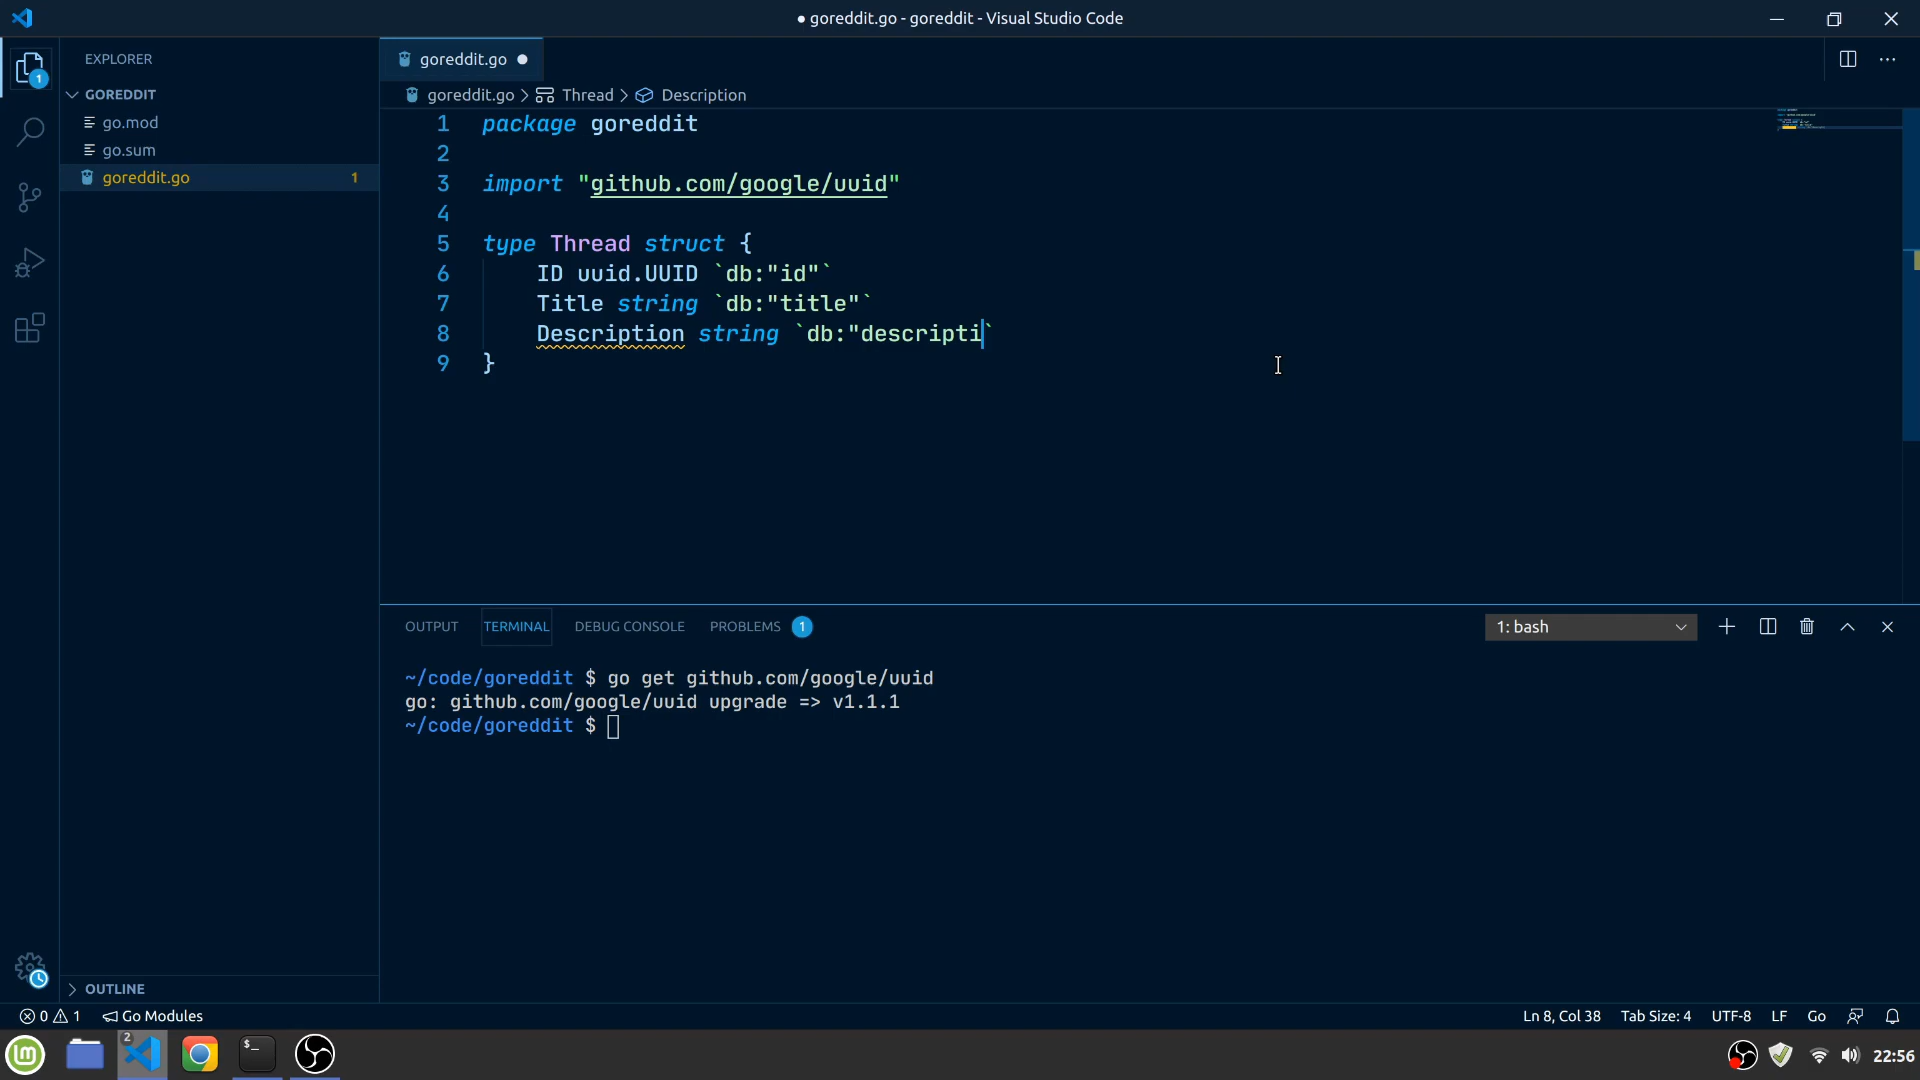 ● goreddit.go - goreddit - Visual Studio Code
EXPLORER
GOREDDIT
go.mod
go.sum
goreddit.go 1
OUTLINE
1
goreddit.go ●
goreddit.go > Thread > Description
1 package goreddit
2
3 import "github.com/google/uuid"
4
5 type Thread struct {
6 ID uuid.UUID `db:"id"`
7 Title string `db:"title"`
8 Description string `db:"descripti`
9 }
OUTPUT TERMINAL DEBUG CONSOLE PROBLEMS 1
1: bash
~/code/goreddit $ go get github.com/google/uuid
go: github.com/google/uuid upgrade => v1.1.1
~/code/goreddit $
0 1 Go Modules
Ln 8, Col 38 Tab Size: 4 UTF-8 LF Go
2
$_
22:56